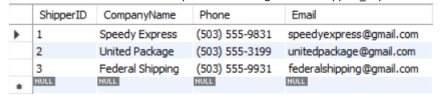 ShipperID CompanyName Phone Email
1 Speedy Express (503) 555-9831 speedyexpress@gmail.com
2 United Package (503) 555-3199 unitedpackage@gmail.com
3 Federal Shipping (503) 555-9931 federalshipping@gmail.com
NULL NULL NULL NULL